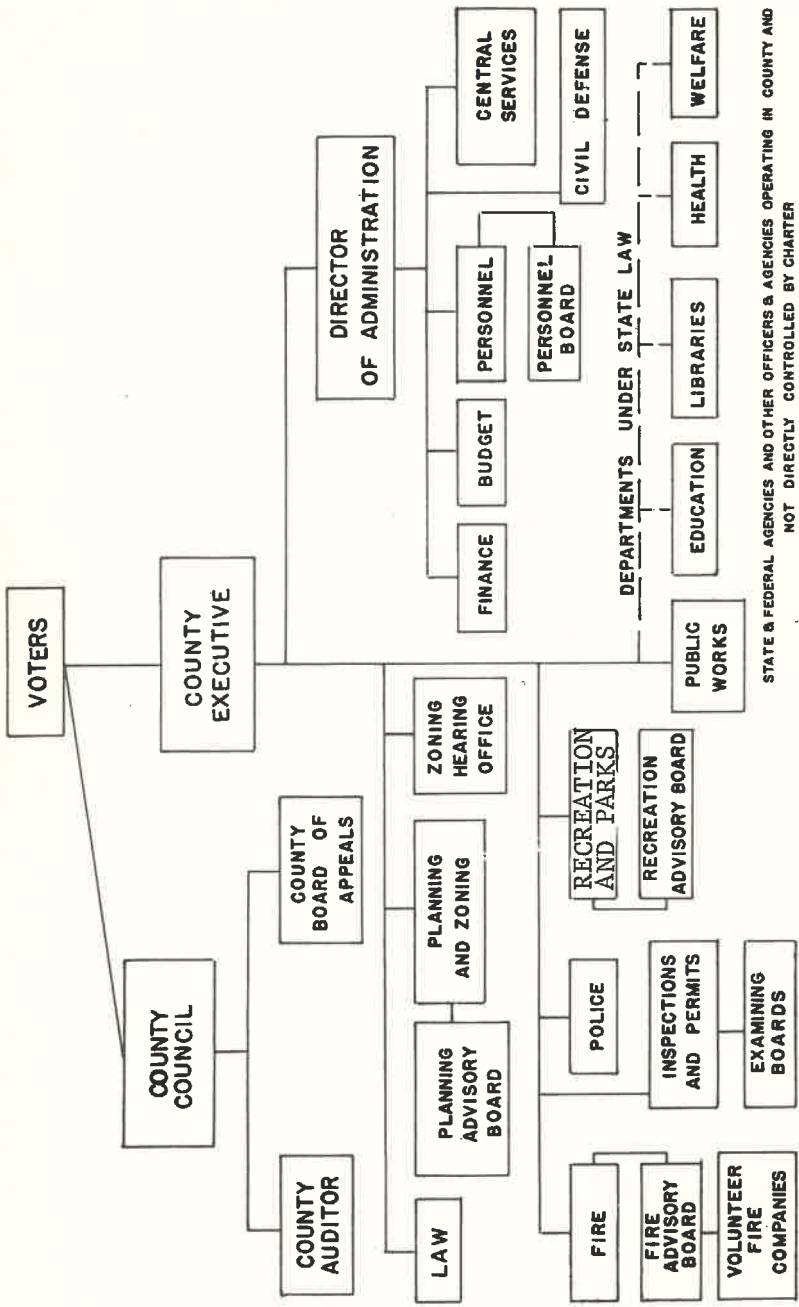 VOTERS
COUNTY
COUNCIL
COUNTY
EXECUTIVE
COUNTY
AUDITOR
COUNTY
BOARD OF
APPEALS
DIRECTOR
OF ADMINISTRATION
LAW
PLANNING
ADVISORY
BOARD
PLANNING
AND ZONING
ZONING
HEARING
OFFICE
FINANCE
BUDGET
PERSONNEL
PERSONNEL
BOARD
CENTRAL
SERVICES
CIVIL DEFENSE
FIRE
FIRE
ADVISORY
BOARD
VOLUNTEER
FIRE
COMPANIES
POLICE
INSPECTIONS
AND PERMITS
EXAMINING
BOARDS
RECREATION
AND PARKS
RECREATION
ADVISORY BOARD
PUBLIC
WORKS
DEPARTMENTS UNDER STATE LAW
EDUCATION
LIBRARIES
HEALTH
WELFARE
STATE & FEDERAL AGENCIES AND OTHER OFFICERS & AGENCIES OPERATING IN COUNTY AND
NOT DIRECTLY CONTROLLED BY CHARTER